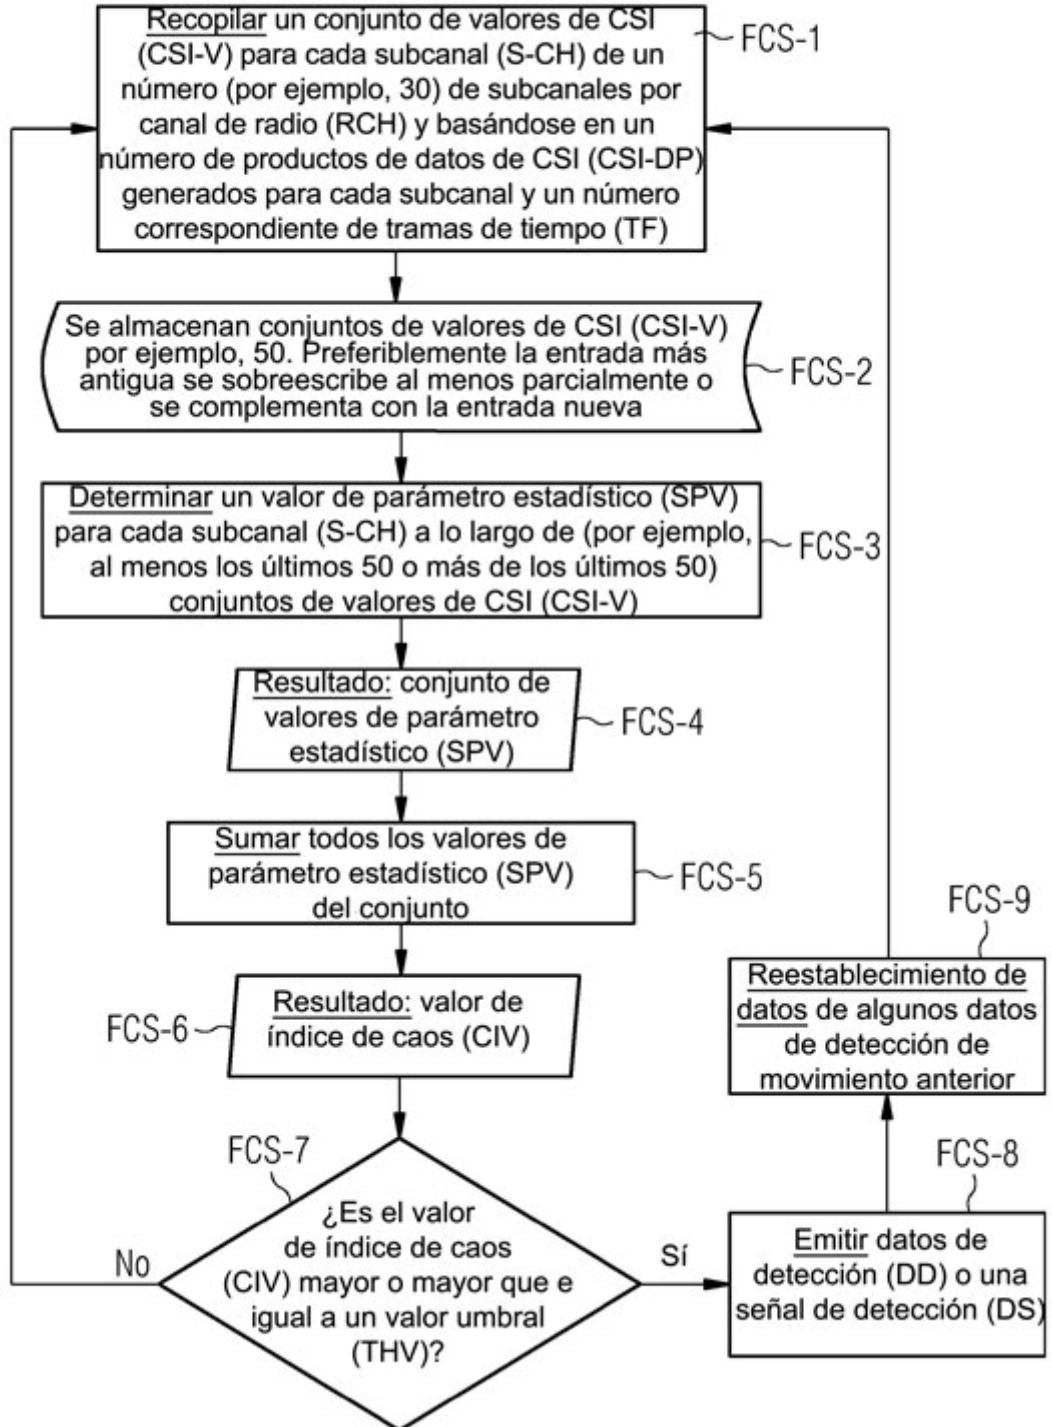 Recopilar un conjunto de valores de CSI
(CSI-V) para cada subcanal (S-CH) de un
número (por ejemplo, 30) de subcanales por
canal de radio (RCH) y basándose en un
número de productos de datos de CSI (CSI-DP)
generados para cada subcanal y un número
correspondiente de tramas de tiempo (TF)
FCS-1
Se almacenan conjuntos de valores de CSI (CSI-V)
por ejemplo, 50. Preferiblemente la entrada más
antigua se sobreescribe al menos parcialmente o
se complementa con la entrada nueva
FCS-2
Determinar un valor de parámetro estadístico (SPV)
para cada subcanal (S-CH) a lo largo de (por ejemplo,
al menos los últimos 50 o más de los últimos 50)
conjuntos de valores de CSI (CSI-V)
FCS-3
Resultado: conjunto de
valores de parámetro
estadístico (SPV)
FCS-4
Sumar todos los valores de
parámetro estadístico (SPV)
del conjunto
FCS-5
Resultado: valor de
índice de caos (CIV)
FCS-6
FCS-7
¿Es el valor
de índice de caos
(CIV) mayor o mayor que e
igual a un valor umbral
(THV)?
No
Sí
FCS-8
Emitir datos de
detección (DD) o una
señal de detección (DS)
FCS-9
Reestablecimiento de
datos de algunos datos
de detección de
movimiento anterior